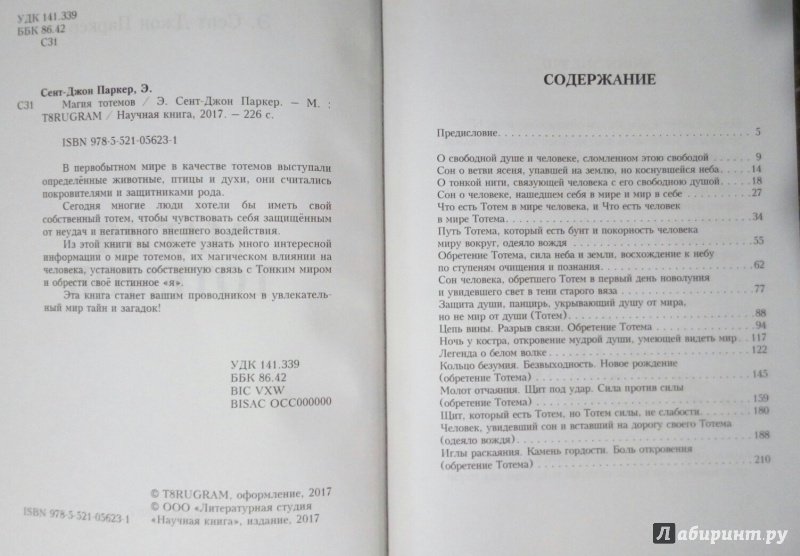 УДК 141.339
ББК 86.42
С31
Сент-Джон Паркер, Э.
С31 Магия тотемов / Э. Сент-Джон Паркер. — М. :
T8RUGRAM / Научная книга, 2017. — 226 с.
ISBN 978-5-521-05623-1
В первобытном мире в качестве тотемов выступали
определённые животные, птицы и духи, они считались
покровителями и защитниками рода.
Сегодня многие люди хотели бы иметь свой
собственный тотем, чтобы чувствовать себя защищённым
от неудач и негативного внешнего воздействия.
Из этой книги вы сможете узнать много интересной
информации о мире тотемов, их магическом влиянии на
человека, установить собственную связь с Тонким миром
и обрести своё истинное «я».
Эта книга станет вашим проводником в увлекатель-
ный мир тайн и загадок!
УДК 141.339
ББК 86.42
BIC VXW
BISAC OCC000000
© T8RUGRAM, оформление, 2017
© ООО «Литературная студия
«Научная книга», издание, 2017
ISBN 978-5-521-05623-1
СОДЕРЖАНИЕ
Предисловие. 5
О свободной душе и человеке, сломленном этою свободой 9
Сон о ветви ясеня, упавшей на землю, но коснувшейся неба 14
О тонкой нити, связующей человека с его свободною душой. 18
Сон о человеке, нашедшем себя в мире и мир в себе 27
Что есть Тотем в мире человека, и Что есть человек
в мире Тотема. 34
Путь Тотема, который есть бунт и покорность человека
миру вокруг, одеяло вождя 55
Обретение Тотема, сила неба и земли, восхождение к небу
по ступеням очищения и познания. 62
Сон человека, обретшего Тотем в первый день новолуния
и увидевшего свет в тени старого вяза 77
Защита души, панцирь, укрывающий душу от мира,
но не мир от души (Тотем) 88
Цепь вины. Разрыв связи. Обретение Тотема 94
Ночь у костра, откровение мудрой души, умеющей видеть мир 117
Легенда о белом волке 122
Кольцо безумия. Безвыходность. Новое рождение
(обретение Тотема) 145
Молот отчаяния. Щит под удар. Сила против силы
(обретение Тотема) 159
Щит, который есть Тотем, но Тотем силы, не слабости. 180
Человек, увидевший сон и вставший на дорогу своего Тотема
(одеяло вождя) 188
Иглы раскаяния. Камень гордости. Боль откровения
(обретение Тотема) 210
Лабиринт.ру